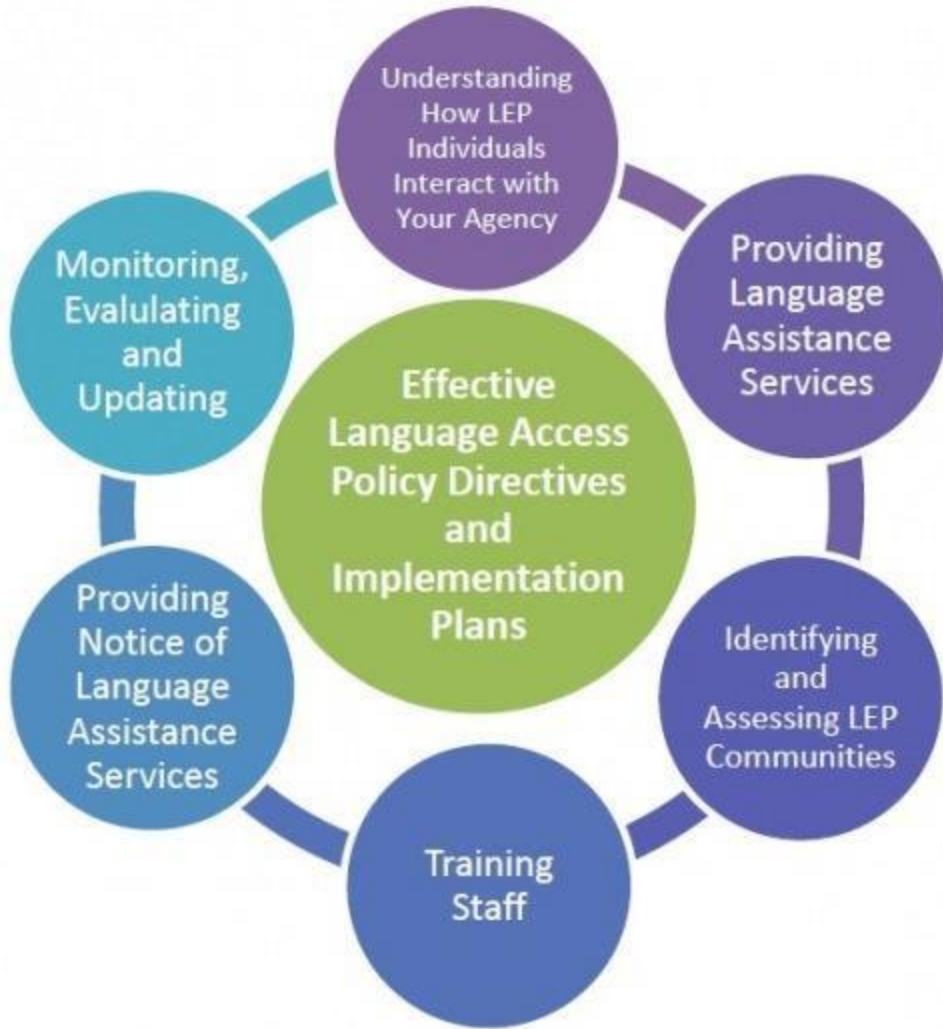 Understanding
How LEP
Individuals
Interact with
Your Agency
Providing
Language
Assistance
Services
Identifying
and
Assessing LEP
Communities
Training
Staff
Providing
Notice of
Language
Assistance
Services
Monitoring,
Evalulating
and
Updating
Effective
Language Access
Policy Directives
and
Implementation
Plans